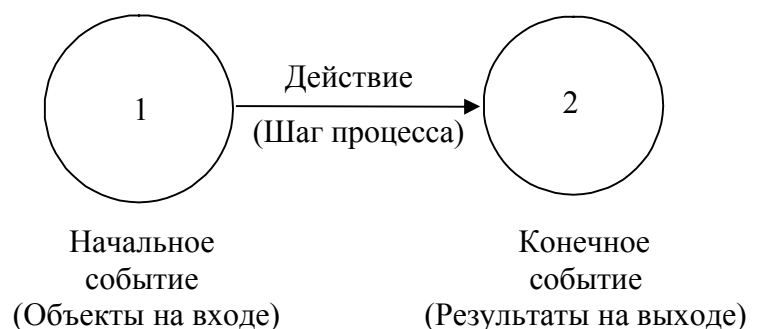 1
Действие
(Шаг процесса)
2
Начальное
событие
(Объекты на входе)
Конечное
событие
(Результаты на выходе)